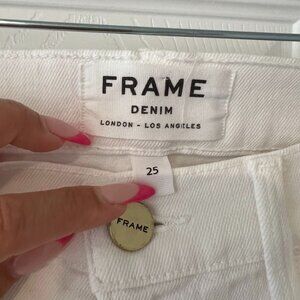 FRAME
DENIM
LONDON - LOS ANGELES
25
FRAME